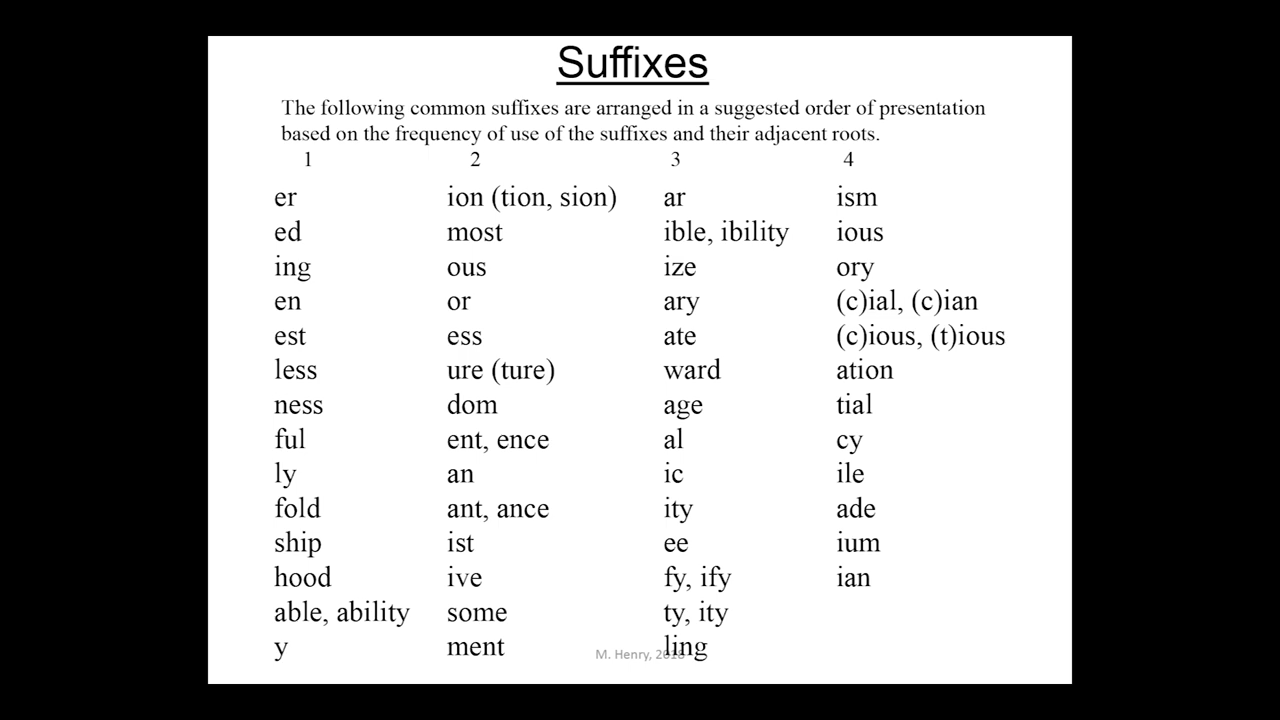 Suffixes
The following common suffixes are arranged in a suggested order of presentation
based on the frequency of use of the suffixes and their adjacent roots.
1 2 3 4
er ion (tion, sion) ar ism
ed most ible, ibility ious
ing ous ize ory
en or ary (c)ial, (c)ian
est ess ate (c)ious, (t)ious
less ure (ture) ward ation
ness dom age tial
ful ent, ence al cy
ly an ic ile
fold ant, ance ity ade
ship ist ee ium
hood ive fy, ify ian
able, ability some ty, ity
y ment ling
M. Henry,